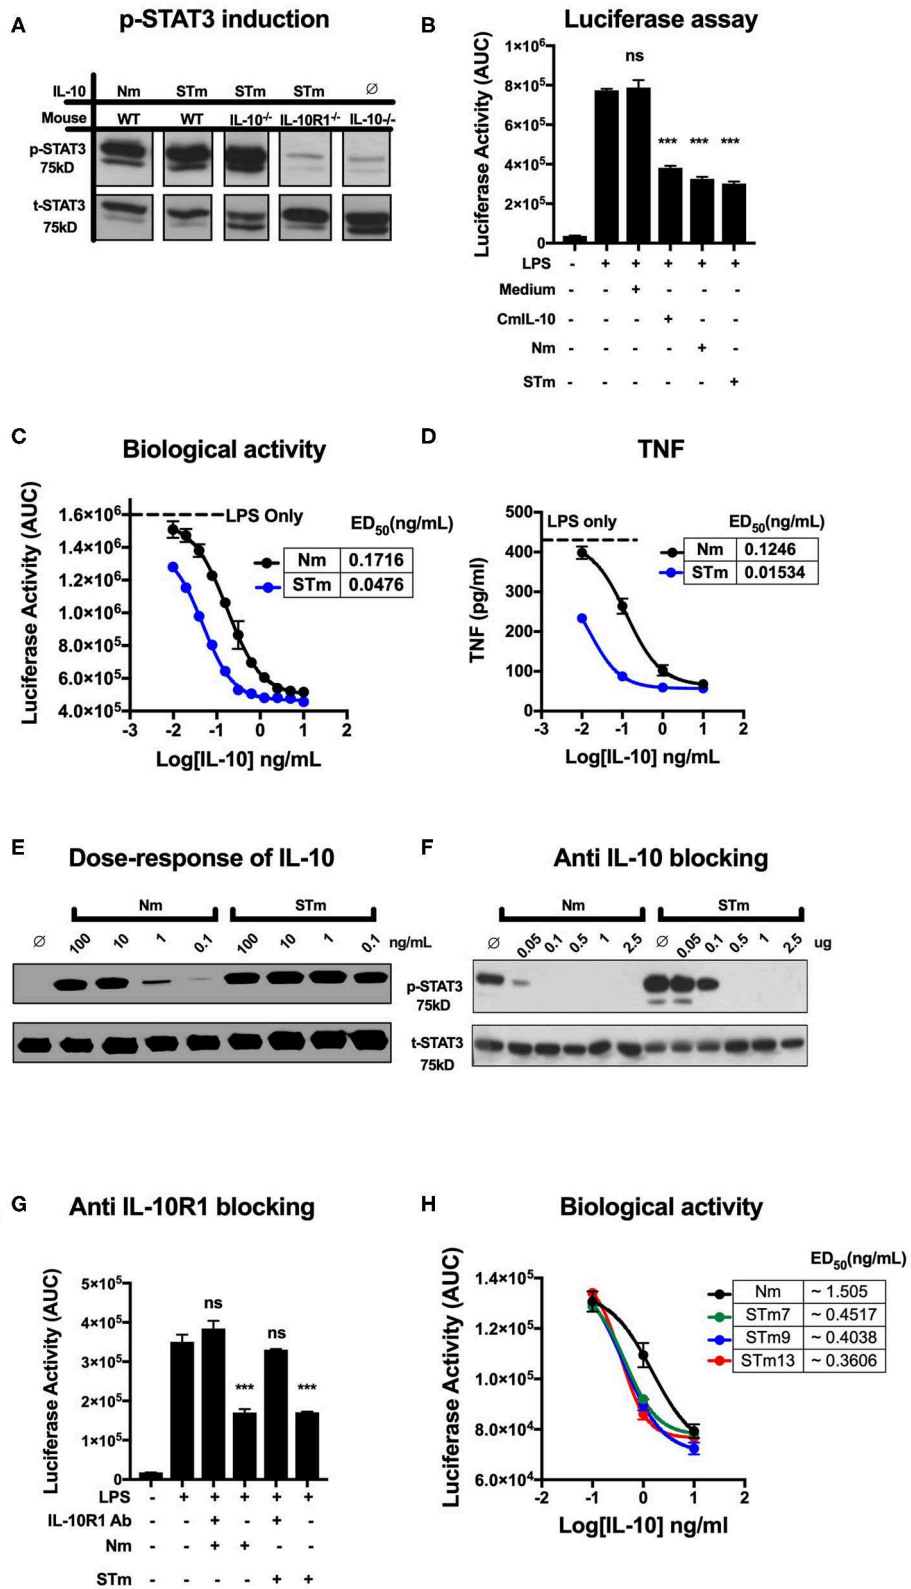 A
p-STAT3 induction
IL-10 Nm STm STm STm ∅
Mouse WT WT IL-10-/- IL-10R1-/- IL-10-/-
p-STAT3
75kD
t-STAT3
75kD
B
Luciferase assay
Luciferase Activity (AUC)
1×10⁶
8×10⁵
6×10⁵
4×10⁵
2×10⁵
0
ns
*** *** ***
LPS - + + + + +
Medium - - + - - -
CmIL-10 - - - + - -
Nm - - - - + -
STm - - - - - +
C
Biological activity
Luciferase Activity (AUC)
1.6×10⁶
1.4×10⁶
1.2×10⁶
1.0×10⁶
8.0×10⁵
6.0×10⁵
4.0×10⁵
LPS Only
ED50(ng/mL)
Nm 0.1716
STm 0.0476
-3 -2 -1 0 1 2
Log[IL-10] ng/mL
D
TNF
TNF (pg/ml)
500
400
300
200
100
0
LPS only
ED50(ng/mL)
Nm 0.1246
STm 0.01534
-3 -2 -1 0 1 2
Log[IL-10] ng/mL
E
Dose-response of IL-10
Nm STm
∅ 100 10 1 0.1 100 10 1 0.1 ng/mL
F
Anti IL-10 blocking
Nm STm
∅ 0.05 0.1 0.5 1 2.5 ∅ 0.05 0.1 0.5 1 2.5 ug
p-STAT3
75kD
t-STAT3
75kD
G
Anti IL-10R1 blocking
Luciferase Activity (AUC)
5×10⁵
4×10⁵
3×10⁵
2×10⁵
1×10⁵
0
ns
***
ns
***
LPS - + + + + +
IL-10R1 Ab - - + - + -
Nm - - + + - -
STm - - - - + +
H
Biological activity
Luciferase Activity (AUC)
1.4×10⁵
1.2×10⁵
1.0×10⁵
8.0×10⁴
6.0×10⁴
ED50(ng/mL)
Nm ~ 1.505
STm7 ~ 0.4517
STm9 ~ 0.4038
STm13 ~ 0.3606
-2 -1 0 1 2
Log[IL-10] ng/ml